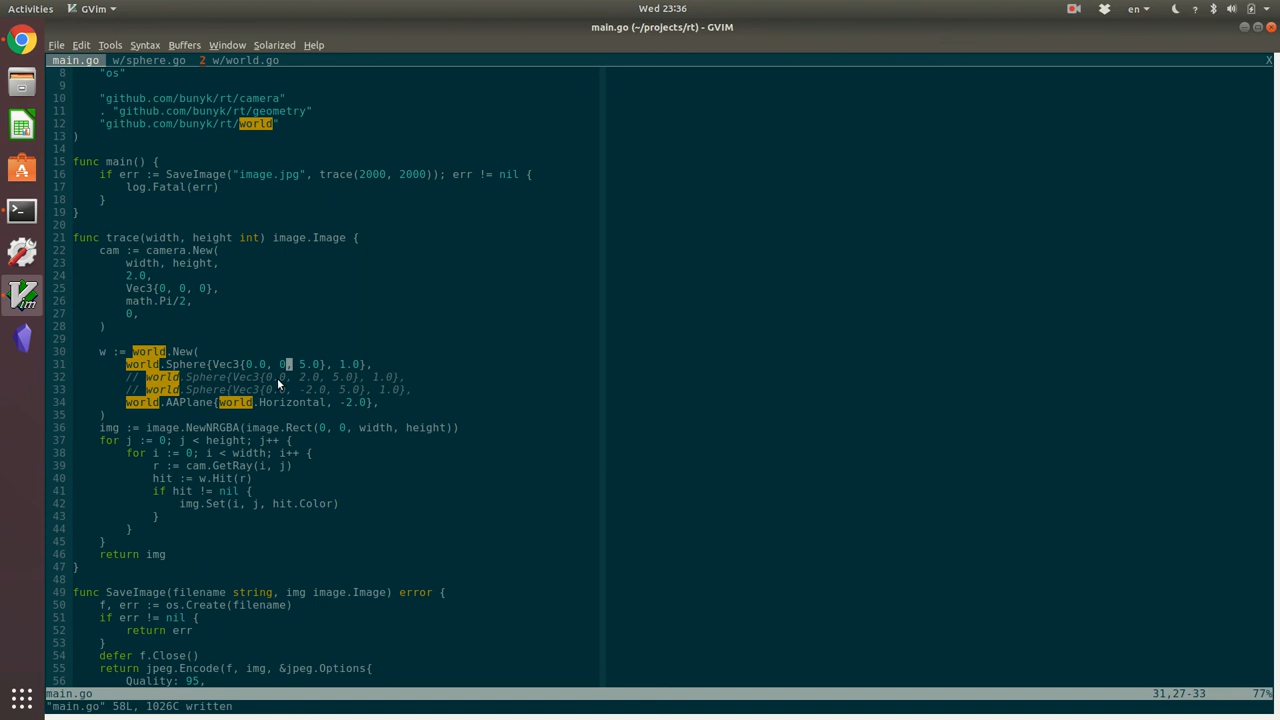 Activities GVim Wed 23:36 en ?
main.go (~/projects/rt) - GVIM
File Edit Tools Syntax Buffers Window Solarized Help
main.go w/sphere.go 2 w/world.go X
8 "os"
9
10 "github.com/bunyk/rt/camera"
11 . "github.com/bunyk/rt/geometry"
12 "github.com/bunyk/rt/world"
13 )
14
15 func main() {
16 if err := SaveImage("image.jpg", trace(2000, 2000)); err != nil {
17 log.Fatal(err)
18 }
19 }
20
21 func trace(width, height int) image.Image {
22 cam := camera.New(
23 width, height,
24 2.0,
25 Vec3{0, 0, 0},
26 math.Pi/2,
27 0,
28 )
29
30 w := world.New(
31 world.Sphere{Vec3{0.0, 0, 5.0}, 1.0},
32 // world.Sphere{Vec3{0.0, 2.0, 5.0}, 1.0},
33 // world.Sphere{Vec3{0.0, -2.0, 5.0}, 1.0},
34 world.AAPlane{world.Horizontal, -2.0},
35 )
36 img := image.NewNRGBA(image.Rect(0, 0, width, height))
37 for j := 0; j < height; j++ {
38 for i := 0; i < width; i++ {
39 r := cam.GetRay(i, j)
40 hit := w.Hit(r)
41 if hit != nil {
42 img.Set(i, j, hit.Color)
43 }
44 }
45 }
46 return img
47 }
48
49 func SaveImage(filename string, img image.Image) error {
50 f, err := os.Create(filename)
51 if err != nil {
52 return err
53 }
54 defer f.Close()
55 return jpeg.Encode(f, img, &jpeg.Options{
56 Quality: 95,
main.go 31,27-33 77%
"main.go" 58L, 1026C written